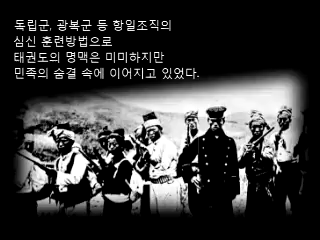 독립군, 광복군 등 항일조직의
심신 훈련방법으로
태권도의 명맥은 미미하지만
민족의 숨결 속에 이어지고 있었다.